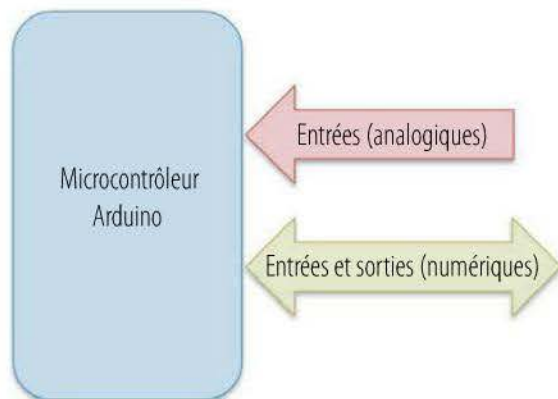 Entrées (analogiques)
Microcontrôleur
Arduino
Entrées et sorties (numériques)